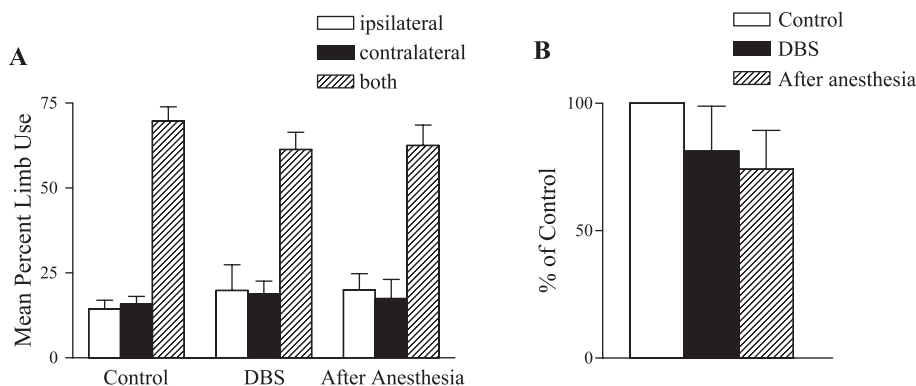 A
ipsilateral
contralateral
both
Mean Percent Limb Use
75
50
25
0
Control DBS After Anesthesia
B
Control
DBS
After anesthesia
% of Control
100
50
0